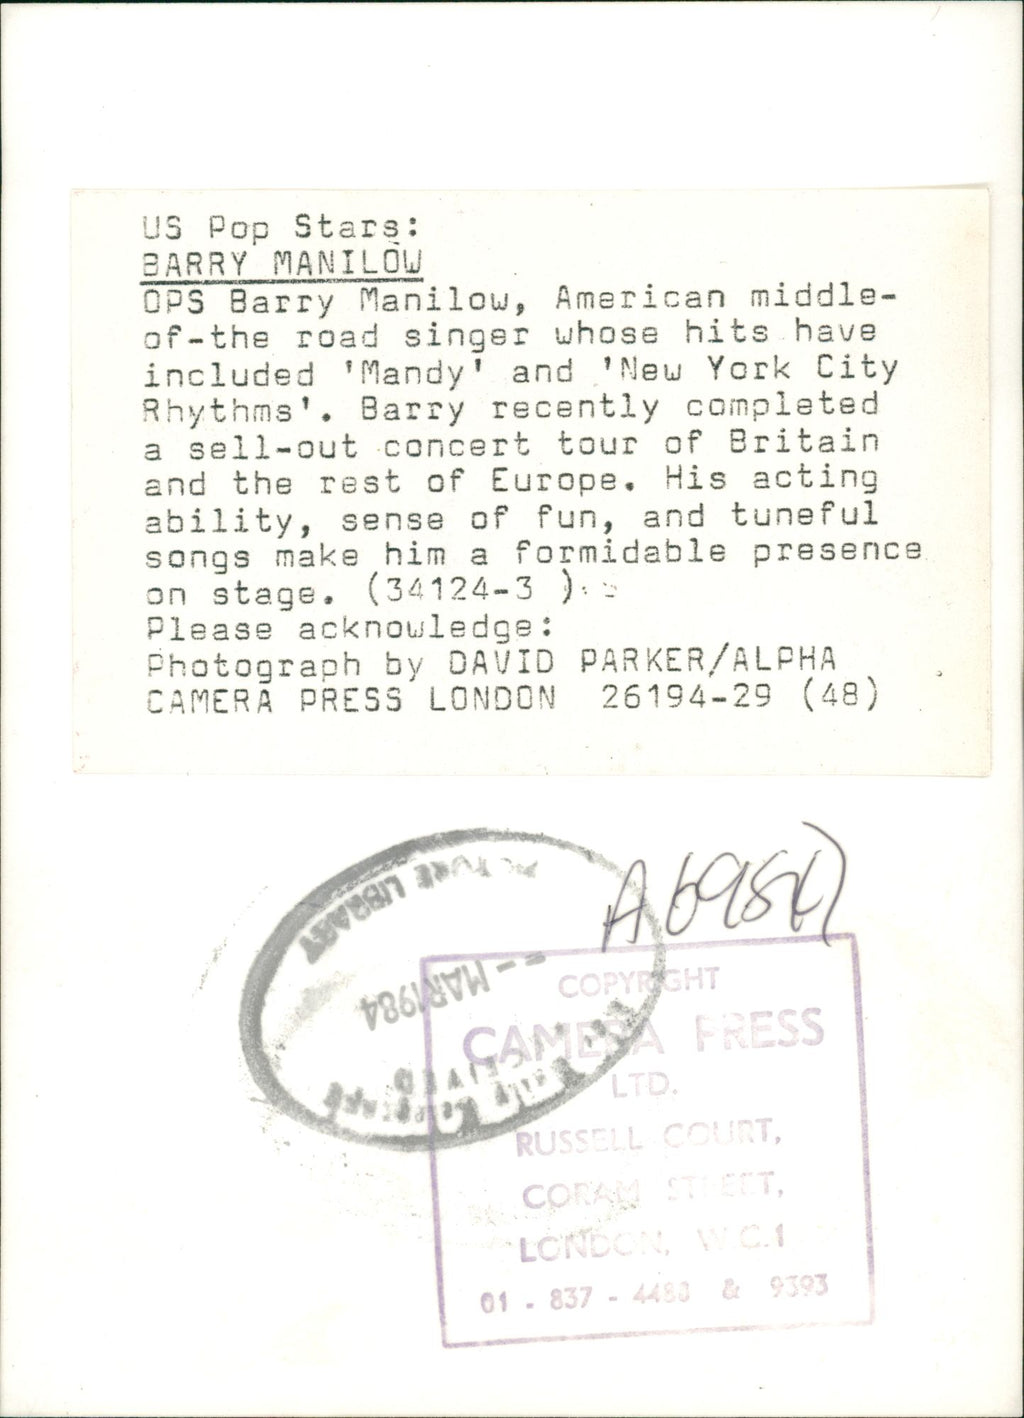 US Pop Stars:
BARRY MANILOW
OPS Barry Manilow, American middle-
of-the road singer whose hits have
included 'Mandy' and 'New York City
Rhythms'. Barry recently completed
a sell-out concert tour of Britain
and the rest of Europe. His acting
ability, sense of fun, and tuneful
songs make him a formidable presence
on stage. (34124-3 )
Please acknowledge:
Photograph by DAVID PARKER/ALPHA
CAMERA PRESS LONDON 26194-29 (48)
PICTURE LIBRARY
-- MAR 1984
RECEIVED
COPYRIGHT
CAMERA PRESS
LTD.
RUSSELL COURT,
CORAM STREET,
LONDON, W.C.1
01 - 837 - 4488 & 9393